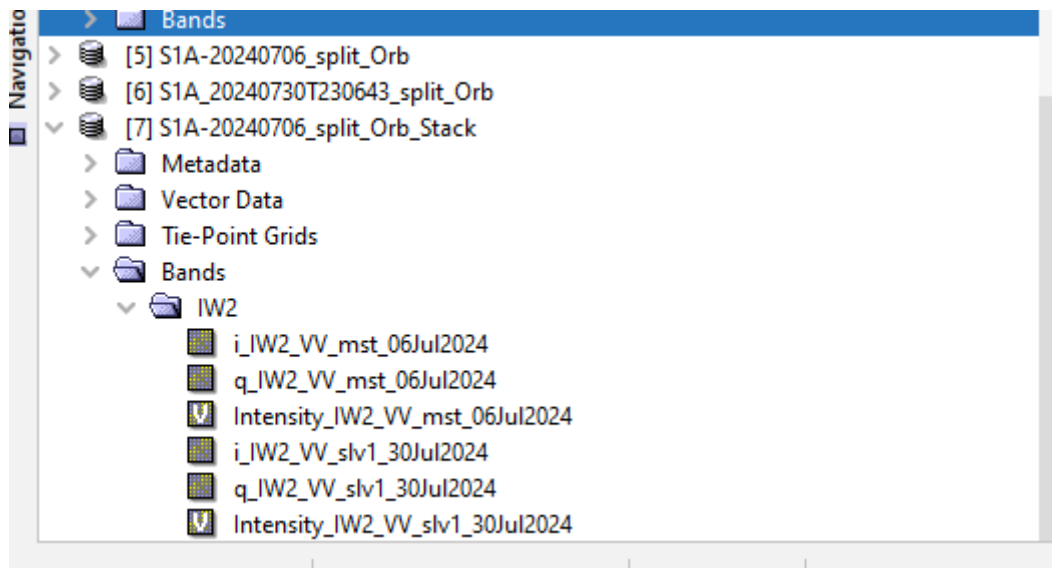 Navigatio
Bands
[5] S1A-20240706_split_Orb
[6] S1A_20240730T230643_split_Orb
[7] S1A-20240706_split_Orb_Stack
Metadata
Vector Data
Tie-Point Grids
Bands
IW2
i_IW2_VV_mst_06Jul2024
q_IW2_VV_mst_06Jul2024
Intensity_IW2_VV_mst_06Jul2024
i_IW2_VV_slv1_30Jul2024
q_IW2_VV_slv1_30Jul2024
Intensity_IW2_VV_slv1_30Jul2024